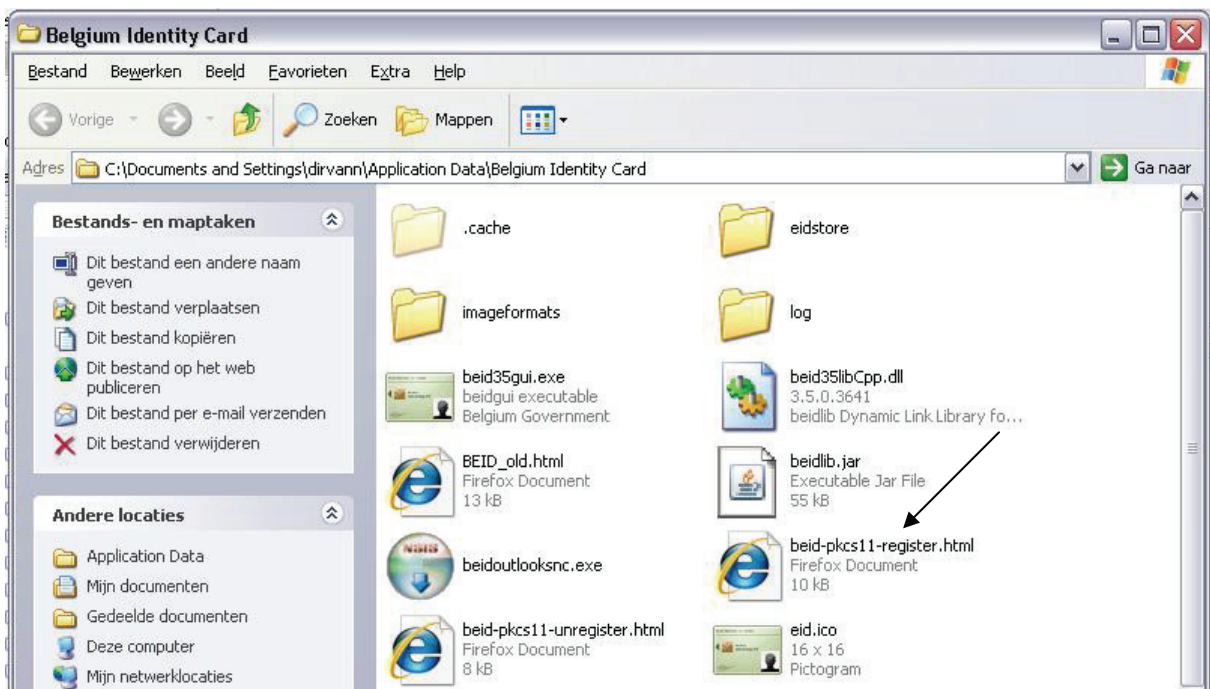 Belgium Identity Card
Bestand Bewerken Beeld Favorieten Extra Help
Vorige Zoeken Mappen
Adres C:\Documents and Settings\dirvann\Application Data\Belgium Identity Card Ga naar
Bestands- en maptaken
Dit bestand een andere naam
geven
Dit bestand verplaatsen
Dit bestand kopiëren
Dit bestand op het web
publiceren
Dit bestand per e-mail verzenden
Dit bestand verwijderen
Andere locaties
Application Data
Mijn documenten
Gedeelde documenten
Deze computer
Mijn netwerklocaties
.cache
eidstore
imageformats
log
beid35gui.exe
beidgui executable
Belgium Government
beid35libCpp.dll
3.5.0.3641
beidlib Dynamic Link Library fo...
BEID_old.html
Firefox Document
13 kB
beidlib.jar
Executable Jar File
55 kB
NSIS
beidoutlooksnc.exe
beid-pkcs11-register.html
Firefox Document
10 kB
beid-pkcs11-unregister.html
Firefox Document
8 kB
eid.ico
16 x 16
Pictogram